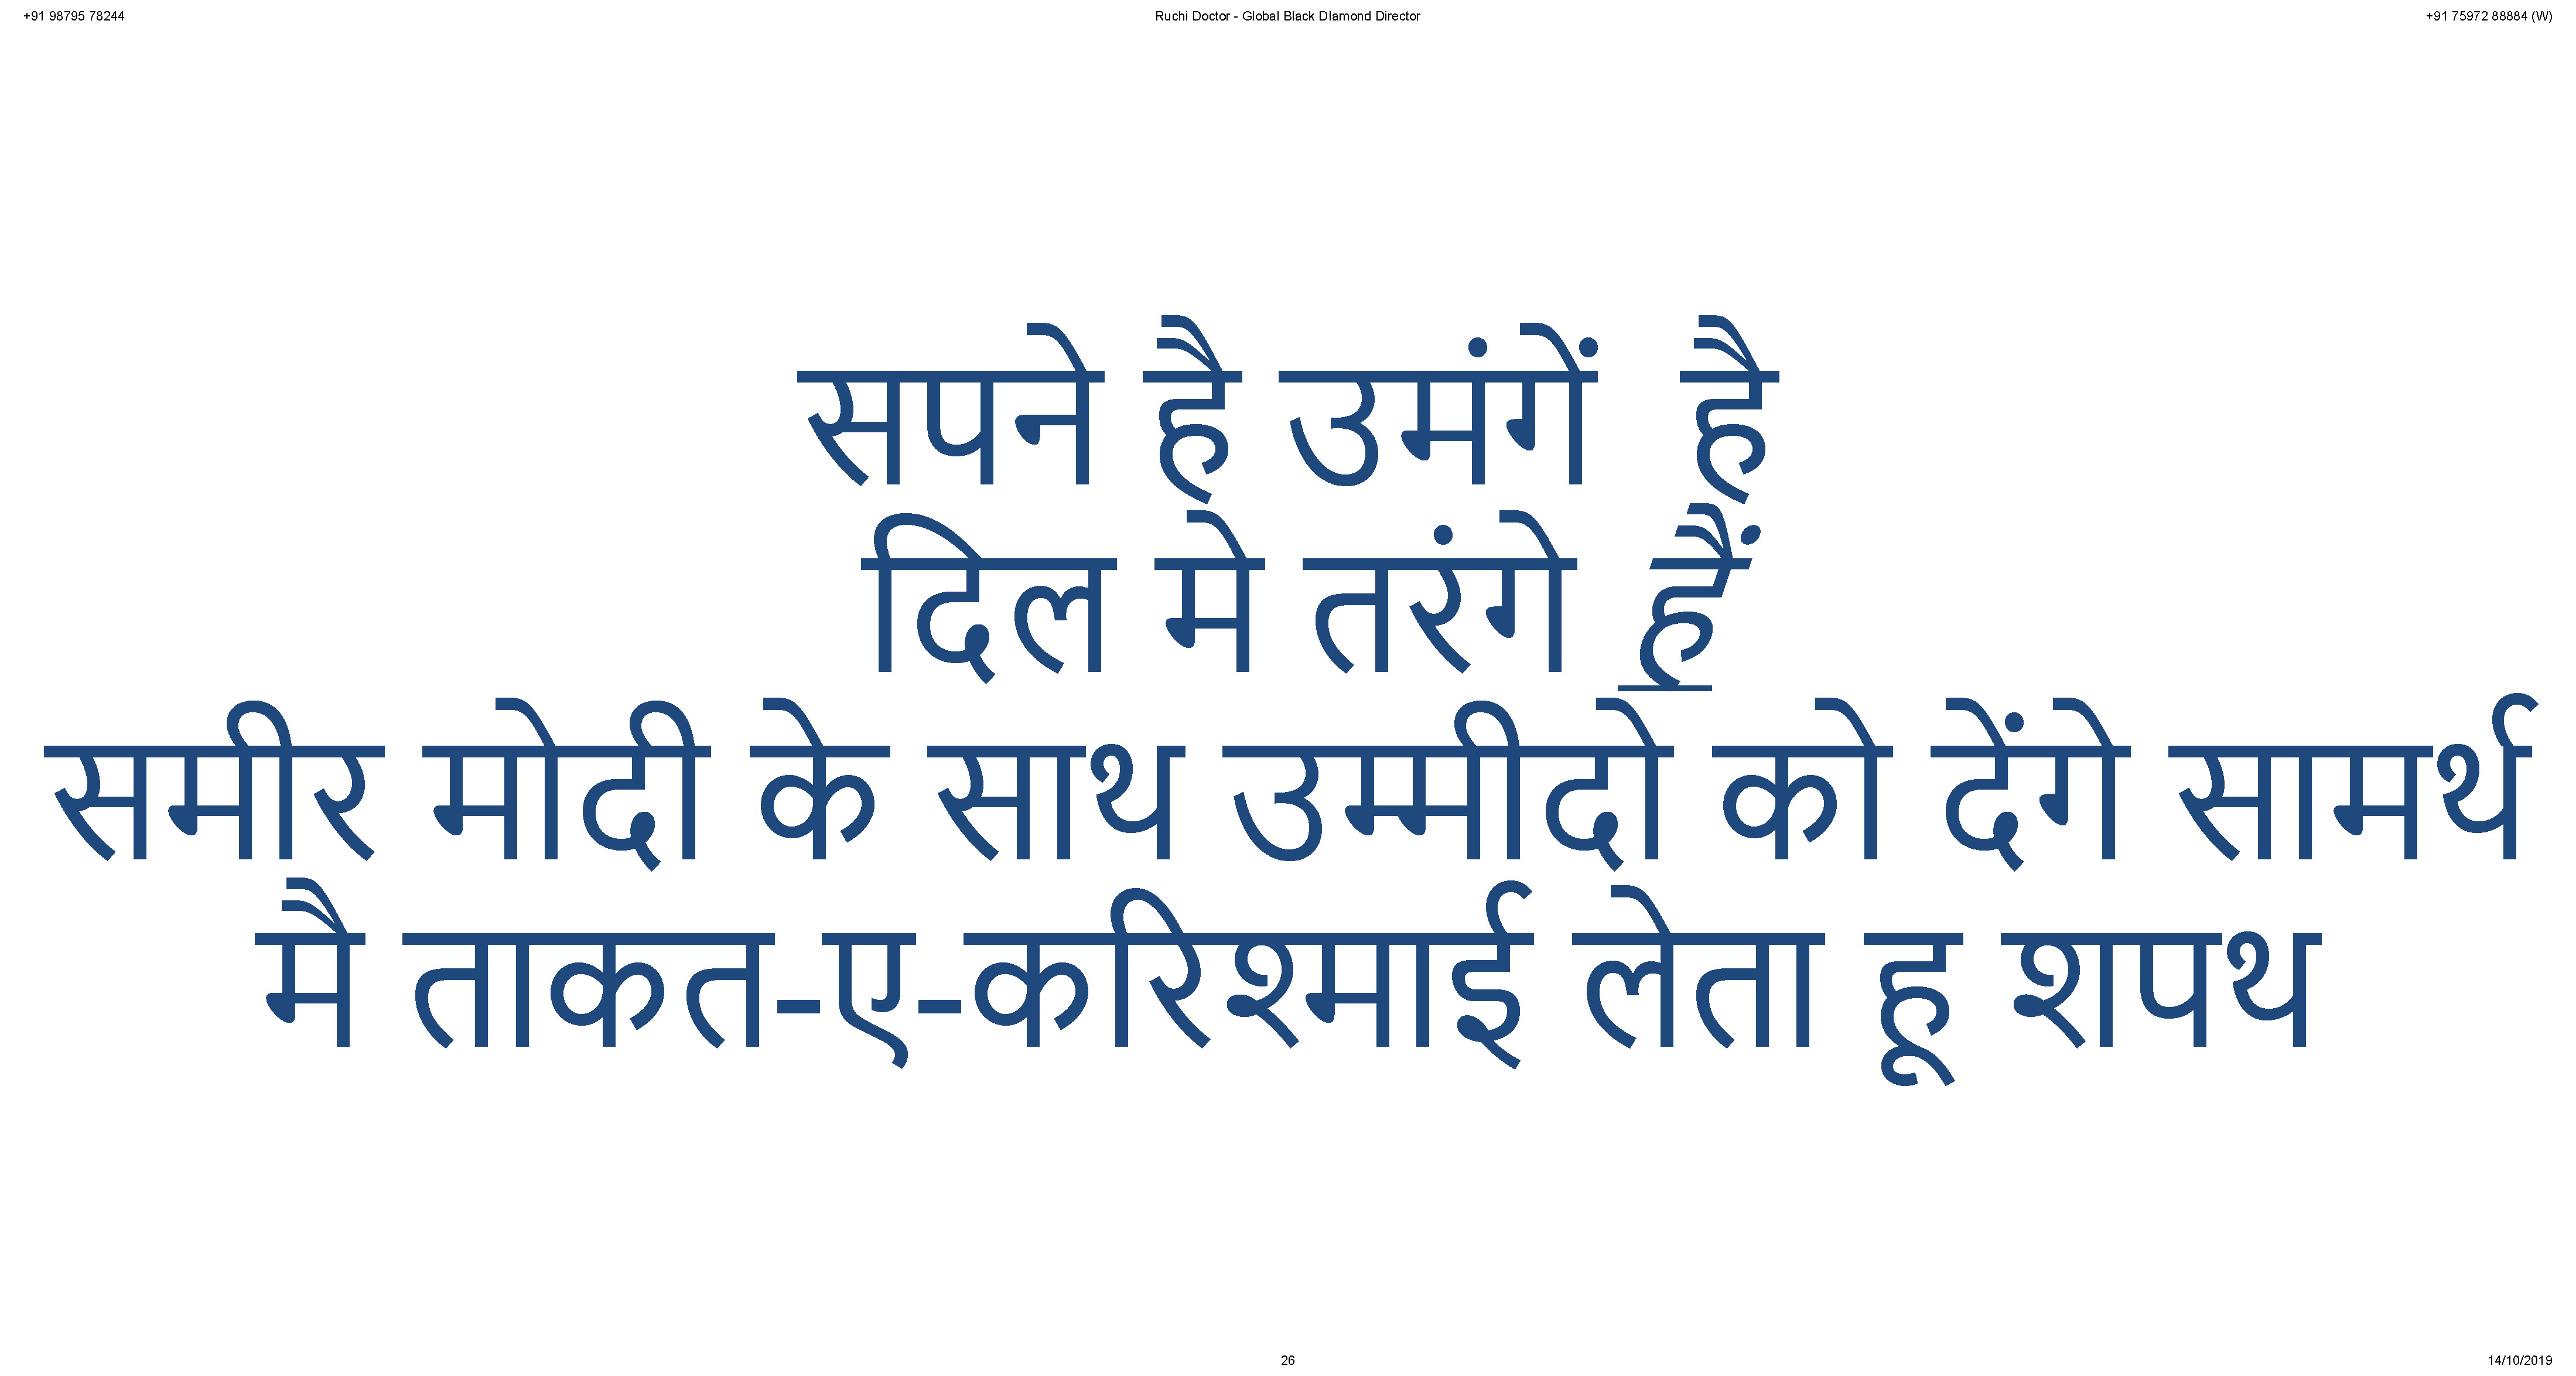 +91 98795 78244 Ruchi Doctor - Global Black DIamond Director +91 75972 88884 (W)
सपने है उमंगें है
दिल मे तरंगे हैं
समीर मोदी के साथ उम्मीदो को देंगे सामर्थ
मै ताकत-ए-करिश्माई लेता हू शपथ
26 14/10/2019